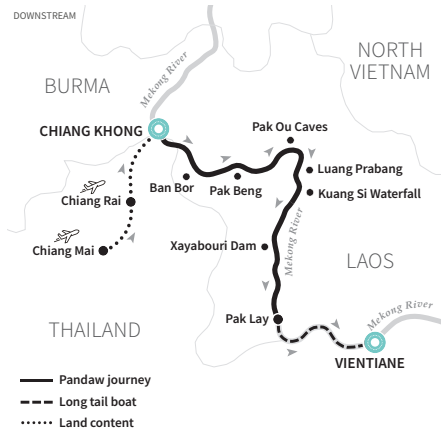 DOWNSTREAM
NORTH
VIETNAM
BURMA
Mekong River
CHIANG KHONG
Pak Ou Caves
Luang Prabang
Ban Bor
Pak Beng
Kuang Si Waterfall
Chiang Rai
Mekong River
Chiang Mai
Xayabouri Dam
LAOS
Pak Lay
Mekong River
THAILAND
VIENTIANE
Pandaw journey
Long tail boat
Land content